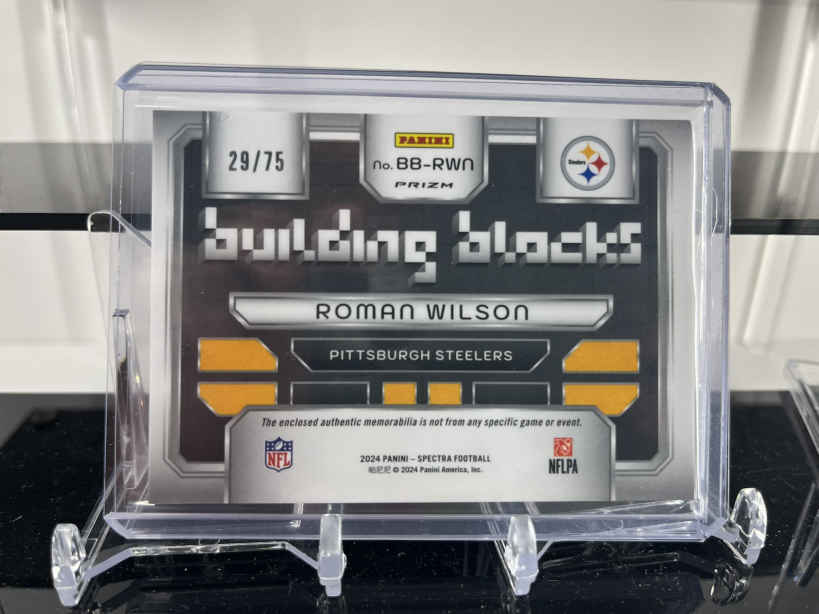 29/75
PANINI
no. BB-RWN
PRIZM
Steelers
building blocks
ROMAN WILSON
PITTSBURGH STEELERS
The enclosed authentic memorabilia is not from any specific game or event.
NFL
2024 PANINI – SPECTRA FOOTBALL
帕尼尼 © 2024 Panini America, Inc.
NFLPA